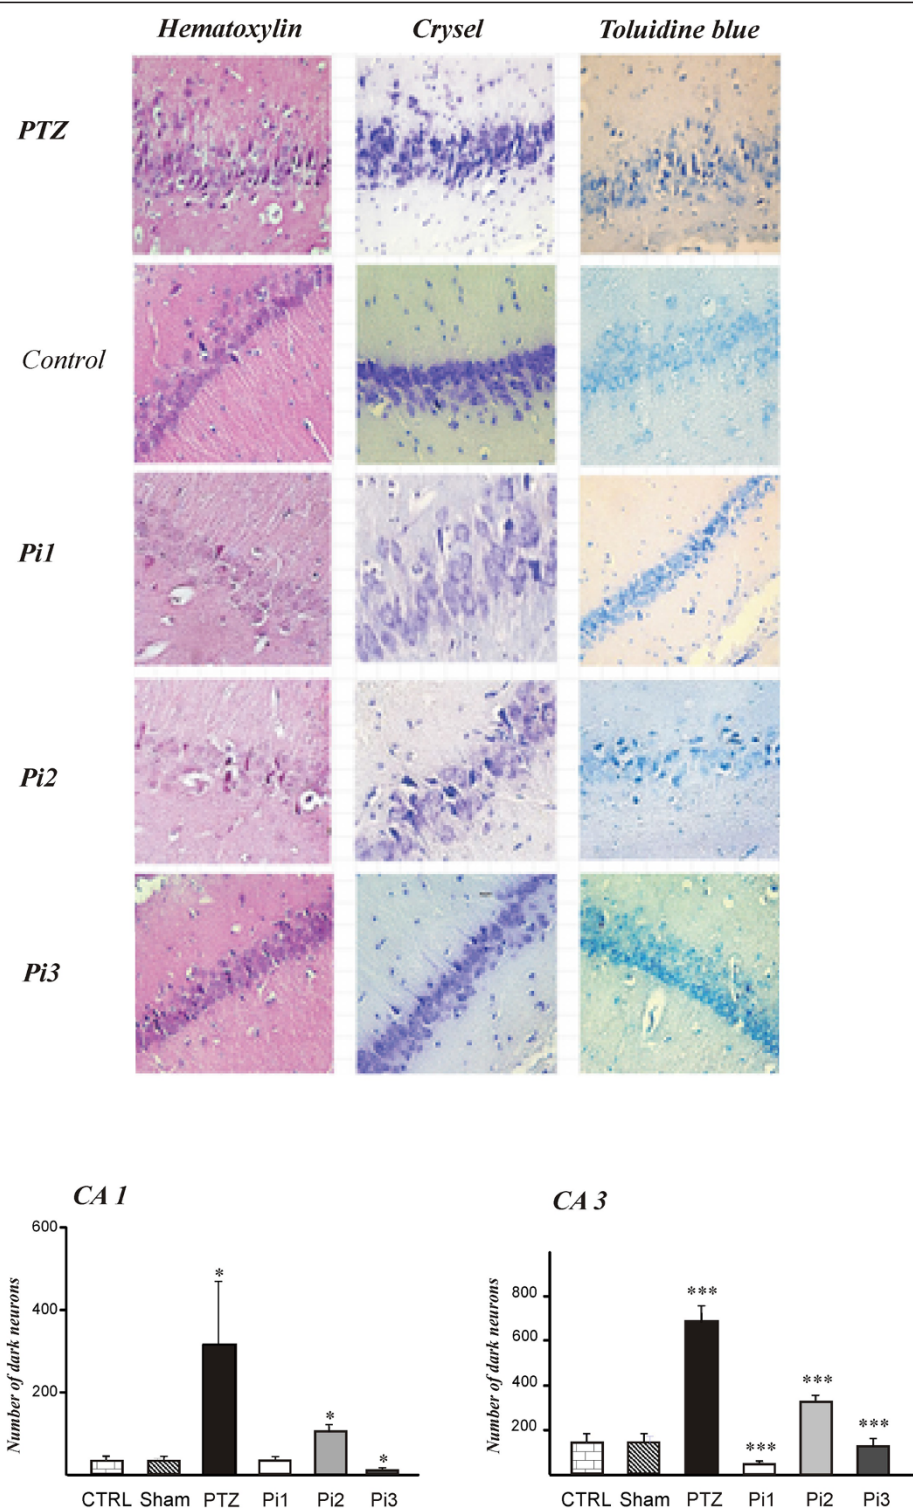 Hematoxylin Crysel Toluidine blue
PTZ
Control
Pi1
Pi2
Pi3
CA 1
Number of dark neurons
600
400
200
*
*
*
CTRL Sham PTZ Pi1 Pi2 Pi3
CA 3
Number of dark neurons
800
600
400
200
***
***
***
***
CTRL Sham PTZ Pi1 Pi2 Pi3